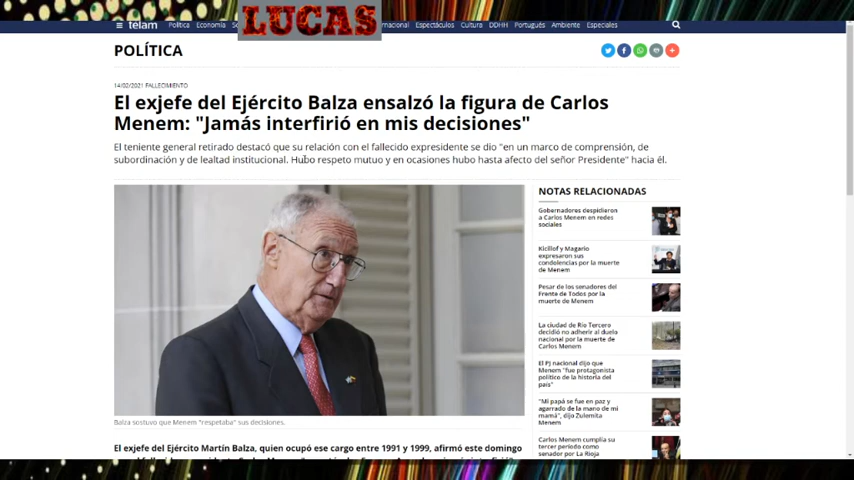 LUCAS
télam
Política Economía
nacional Espectáculos Cultura DDHH Portugués Ambiente Especiales
POLÍTICA
14/02/2021 FALLECIMIENTO
El exjefe del Ejército Balza ensalzó la figura de Carlos
Menem: "Jamás interfirió en mis decisiones"
El teniente general retirado destacó que su relación con el fallecido expresidente se dio "en un marco de comprensión, de
subordinación y de lealtad institucional. Hubo respeto mutuo y en ocasiones hubo hasta afecto del señor Presidente" hacia él.
NOTAS RELACIONADAS
Gobernadores despidieron
a Carlos Menem en redes
sociales
Kicillof y Magario
expresaron sus
condolencias por la muerte
de Menem
Pesar de los senadores del
Frente de Todos por la
muerte de Menem
La ciudad de Río Tercero
decidió no adherir al duelo
nacional por la muerte de
Carlos Menem
El PJ nacional dijo que
Menem "fue protagonista
político de la historia del
país"
"Mi papá se fue en paz y
agarrado de la mano de mi
mamá", dijo Zulemita
Menem
Carlos Menem cumplía su
tercer período como
senador por La Rioja
Balza sostuvo que Menem "respetaba" sus decisiones.
El exjefe del Ejército Martín Balza, quien ocupó ese cargo entre 1991 y 1999, afirmó este domingo